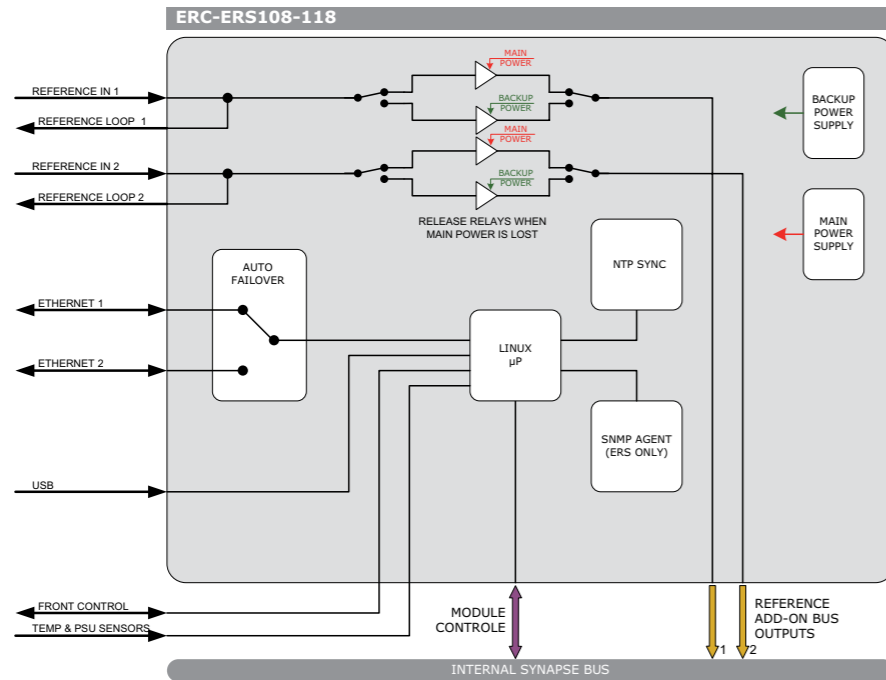 ERC-ERS108-118
REFERENCE IN 1
REFERENCE LOOP 1
REFERENCE IN 2
REFERENCE LOOP 2
MAIN
POWER
BACKUP
POWER
MAIN
POWER
BACKUP
POWER
RELEASE RELAYS WHEN
MAIN POWER IS LOST
BACKUP
POWER
SUPPLY
MAIN
POWER
SUPPLY
AUTO
FAILOVER
NTP SYNC
ETHERNET 1
ETHERNET 2
LINUX
µP
SNMP AGENT
(ERS ONLY)
USB
FRONT CONTROL
TEMP & PSU SENSORS
MODULE
CONTROLE
REFERENCE
ADD-ON BUS
OUTPUTS
1
2
INTERNAL SYNAPSE BUS